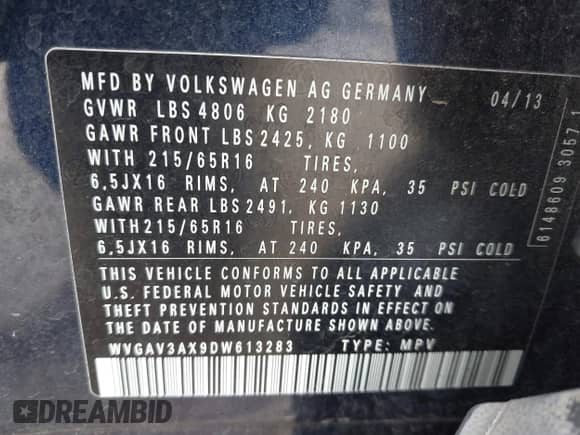 MFD BY VOLKSWAGEN AG GERMANY 04/13
GVWR LBS 4806 KG 2180
GAWR FRONT LBS 2425, KG 1100
WITH 215/65R16 TIRES,
6,5JX16 RIMS, AT 240 KPA, 35 PSI COLD
GAWR REAR LBS 2491, KG 1130
WITH 215/65R16 TIRES,
6,5JX16 RIMS, AT 240 KPA, 35 PSI COLD
THIS VEHICLE CONFORMS TO ALL APPLICABLE
U.S. FEDERAL MOTOR VEHICLE SAFETY AND
THEFT PREVENTION STANDARDS IN EFFECT ON
THE DATE OF MANUFACTURE SHOWN ABOVE.
WVGAV3AX9DW613283 TYPE: MPV
6148609 3057 1
DREAMBID